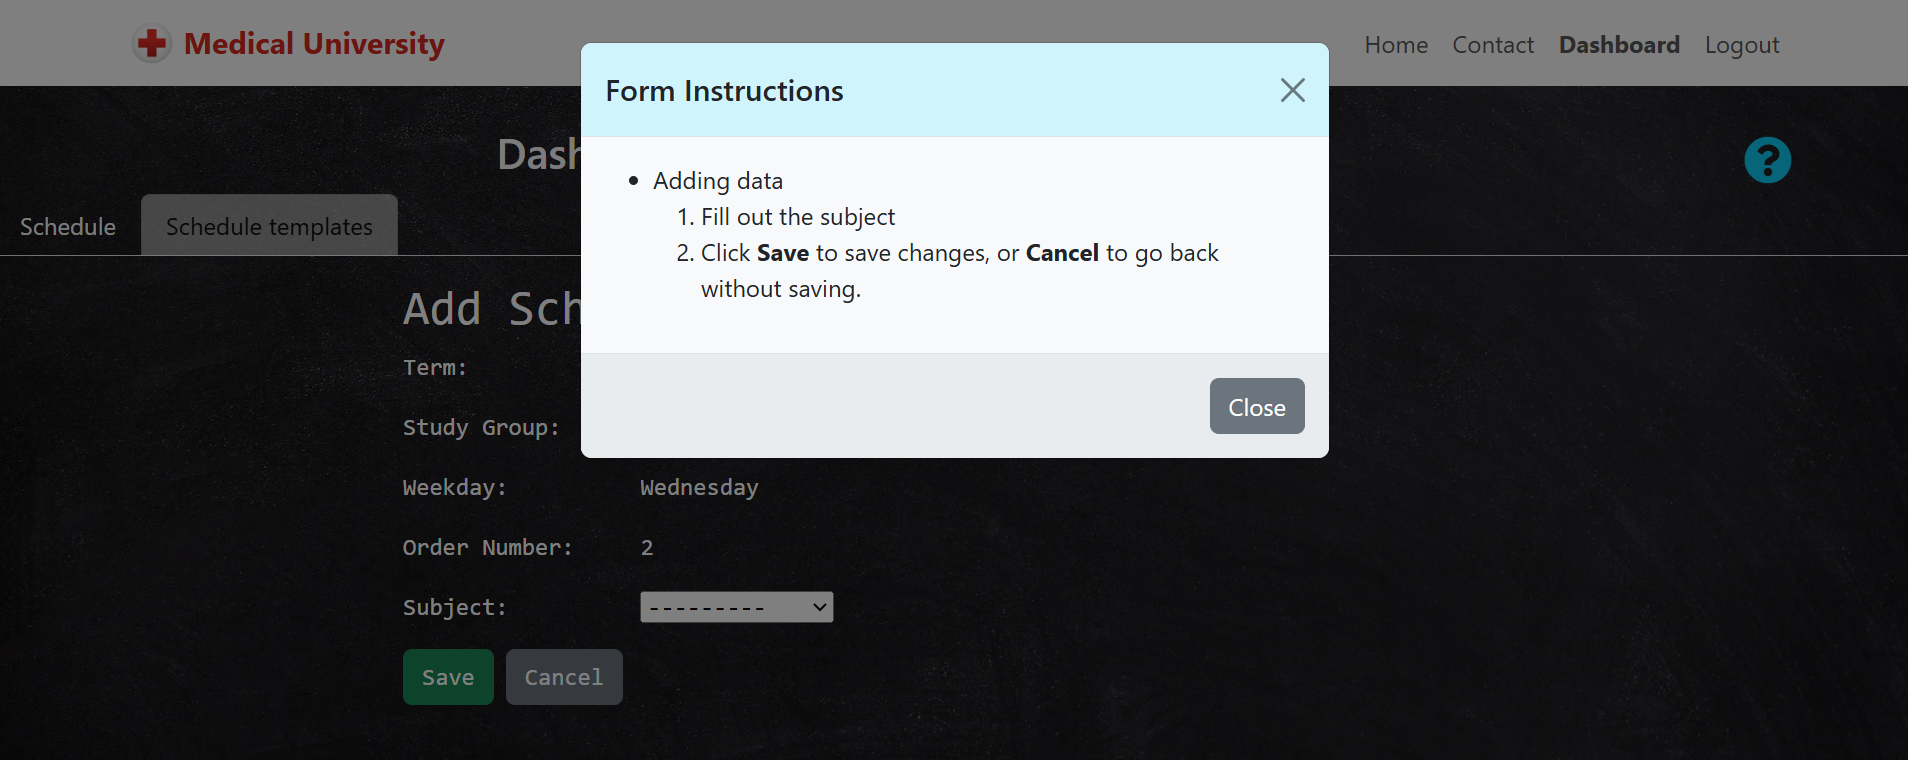 Medical University
Home Contact Dashboard Logout
Form Instructions
Adding data
1. Fill out the subject
2. Click Save to save changes, or Cancel to go back
without saving.
Close
Schedule Schedule templates
Add
Term:
Study Group:
Weekday: Wednesday
Order Number: 2
Subject: ---------
Save Cancel